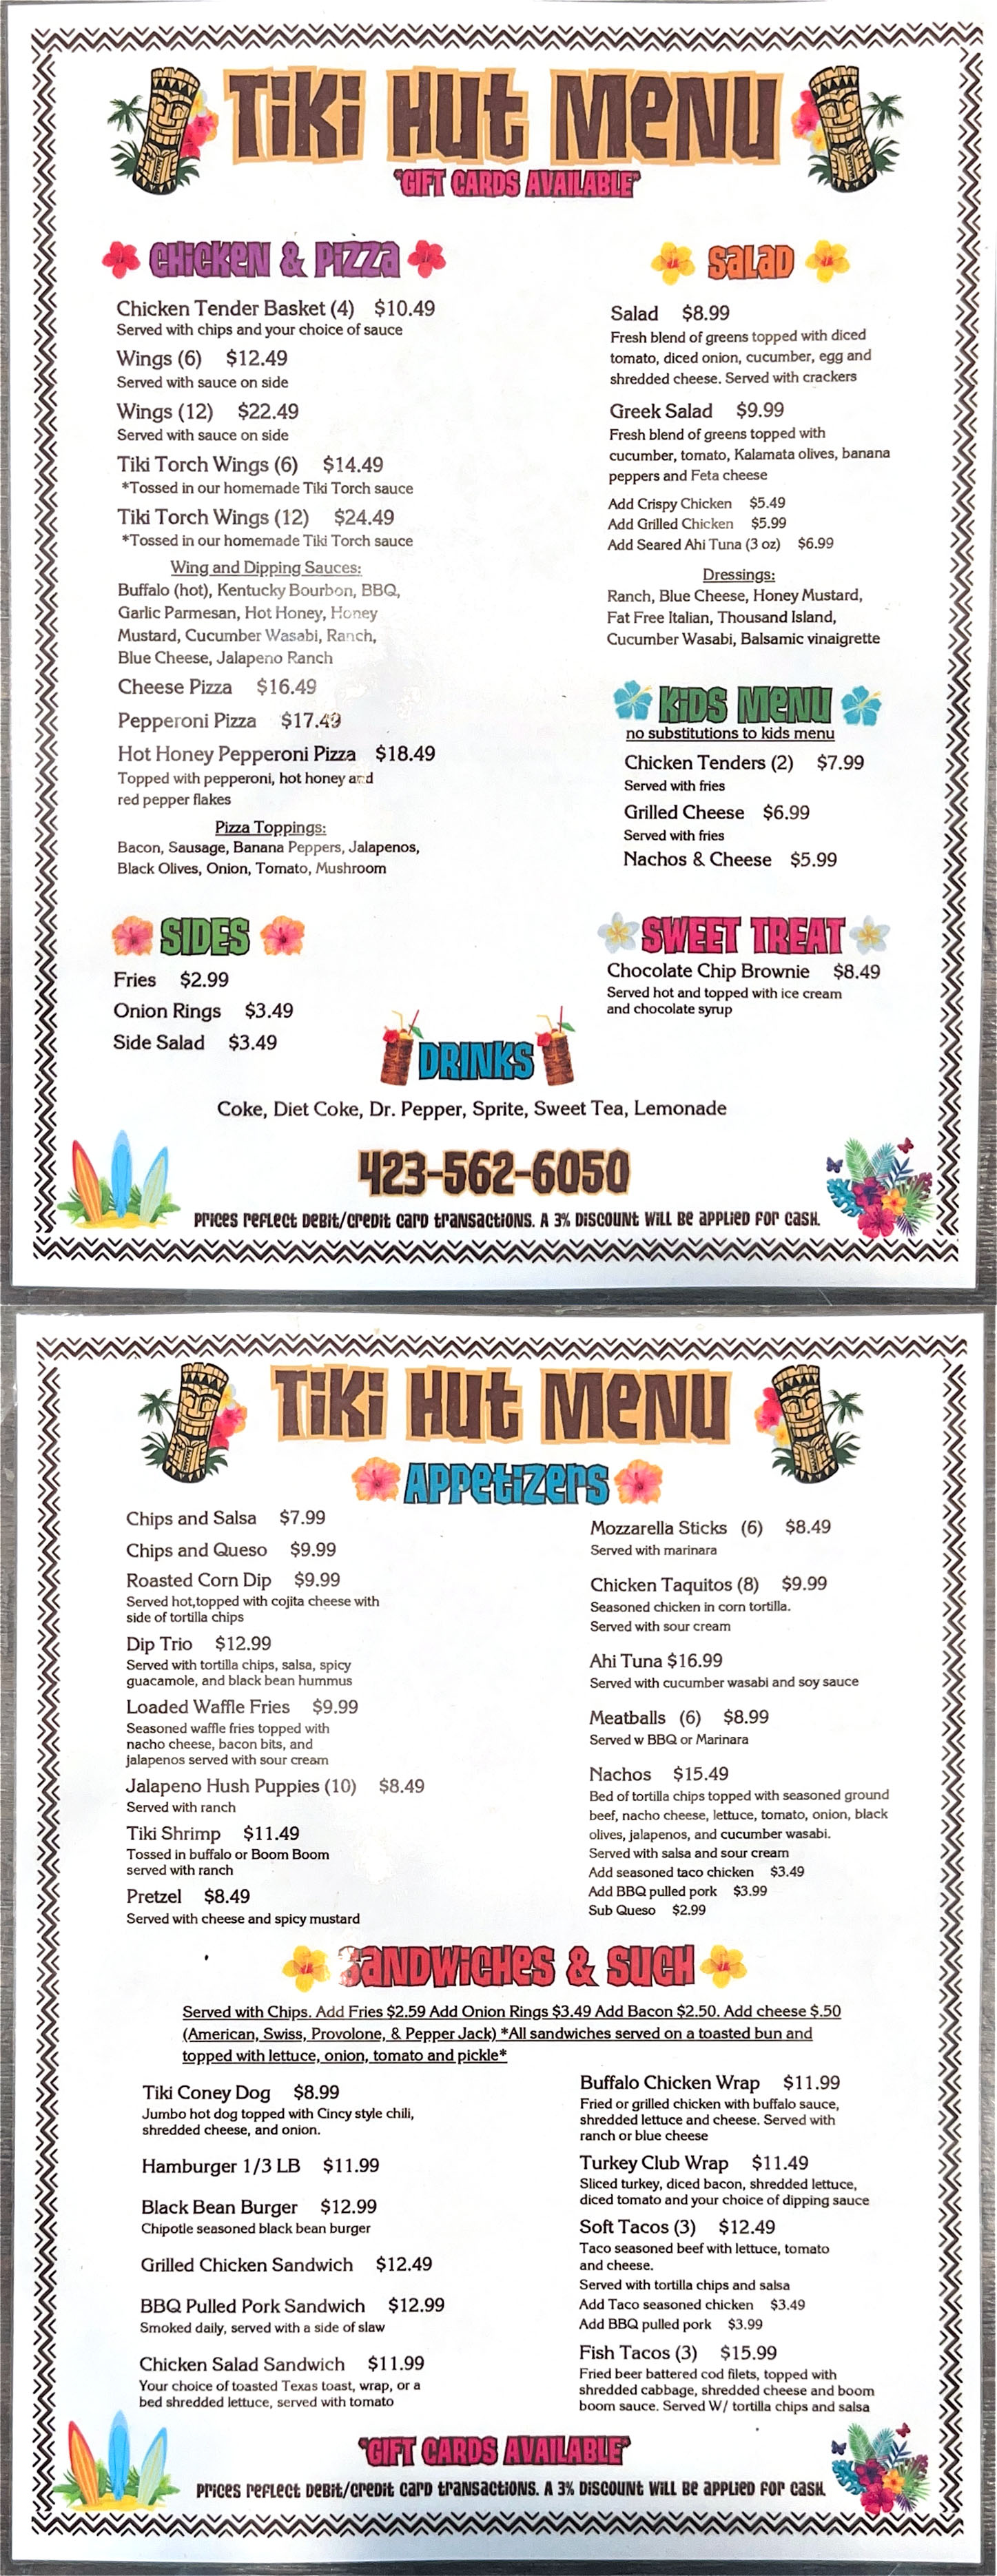 Tiki Hut Menu
"GIFT CARDS AVAILABLE"
CHICKEN & PIZZA
Chicken Tender Basket (4) $10.49
Served with chips and your choice of sauce
Wings (6) $12.49
Served with sauce on side
Wings (12) $22.49
Served with sauce on side
Tiki Torch Wings (6) $14.49
*Tossed in our homemade Tiki Torch sauce
Tiki Torch Wings (12) $24.49
*Tossed in our homemade Tiki Torch sauce
Wing and Dipping Sauces:
Buffalo (hot), Kentucky Bourbon, BBQ,
Garlic Parmesan, Hot Honey, Honey
Mustard, Cucumber Wasabi, Ranch,
Blue Cheese, Jalapeno Ranch
Cheese Pizza $16.49
Pepperoni Pizza $17.49
Hot Honey Pepperoni Pizza $18.49
Topped with pepperoni, hot honey and
red pepper flakes
Pizza Toppings:
Bacon, Sausage, Banana Peppers, Jalapenos,
Black Olives, Onion, Tomato, Mushroom
SIDES
Fries $2.99
Onion Rings $3.49
Side Salad $3.49
SALAD
Salad $8.99
Fresh blend of greens topped with diced
tomato, diced onion, cucumber, egg and
shredded cheese. Served with crackers
Greek Salad $9.99
Fresh blend of greens topped with
cucumber, tomato, Kalamata olives, banana
peppers and Feta cheese
Add Crispy Chicken $5.49
Add Grilled Chicken $5.99
Add Seared Ahi Tuna (3 oz) $6.99
Dressings:
Ranch, Blue Cheese, Honey Mustard,
Fat Free Italian, Thousand Island,
Cucumber Wasabi, Balsamic vinaigrette
KIDS MENU
no substitutions to kids menu
Chicken Tenders (2) $7.99
Served with fries
Grilled Cheese $6.99
Served with fries
Nachos & Cheese $5.99
SWEET TREAT
Chocolate Chip Brownie $8.49
Served hot and topped with ice cream
and chocolate syrup
DRINKS
Coke, Diet Coke, Dr. Pepper, Sprite, Sweet Tea, Lemonade
423-562-6050
PRICES REFLECT DEBIT/CREDIT CARD TRANSACTIONS. A 3% DISCOUNT WILL BE APPLIED FOR CASH.
Tiki Hut Menu
APPETIZERS
Chips and Salsa $7.99
Chips and Queso $9.99
Roasted Corn Dip $9.99
Served hot,topped with cojita cheese with
side of tortilla chips
Dip Trio $12.99
Served with tortilla chips, salsa, spicy
guacamole, and black bean hummus
Loaded Waffle Fries $9.99
Seasoned waffle fries topped with
nacho cheese, bacon bits, and
jalapenos served with sour cream
Jalapeno Hush Puppies (10) $8.49
Served with ranch
Tiki Shrimp $11.49
Tossed in buffalo or Boom Boom
served with ranch
Pretzel $8.49
Served with cheese and spicy mustard
Mozzarella Sticks (6) $8.49
Served with marinara
Chicken Taquitos (8) $9.99
Seasoned chicken in corn tortilla.
Served with sour cream
Ahi Tuna $16.99
Served with cucumber wasabi and soy sauce
Meatballs (6) $8.99
Served w BBQ or Marinara
Nachos $15.49
Bed of tortilla chips topped with seasoned ground
beef, nacho cheese, lettuce, tomato, onion, black
olives, jalapenos, and cucumber wasabi.
Served with salsa and sour cream
Add seasoned taco chicken $3.49
Add BBQ pulled pork $3.99
Sub Queso $2.99
SANDWICHES & SUCH
Served with Chips. Add Fries $2.59 Add Onion Rings $3.49 Add Bacon $2.50. Add cheese $.50
(American, Swiss, Provolone, & Pepper Jack) *All sandwiches served on a toasted bun and
topped with lettuce, onion, tomato and pickle*
Tiki Coney Dog $8.99
Jumbo hot dog topped with Cincy style chili,
shredded cheese, and onion.
Hamburger 1/3 LB $11.99
Black Bean Burger $12.99
Chipotle seasoned black bean burger
Grilled Chicken Sandwich $12.49
BBQ Pulled Pork Sandwich $12.99
Smoked daily, served with a side of slaw
Chicken Salad Sandwich $11.99
Your choice of toasted Texas toast, wrap, or a
bed shredded lettuce, served with tomato
Buffalo Chicken Wrap $11.99
Fried or grilled chicken with buffalo sauce,
shredded lettuce and cheese. Served with
ranch or blue cheese
Turkey Club Wrap $11.49
Sliced turkey, diced bacon, shredded lettuce,
diced tomato and your choice of dipping sauce
Soft Tacos (3) $12.49
Taco seasoned beef with lettuce, tomato
and cheese.
Served with tortilla chips and salsa
Add Taco seasoned chicken $3.49
Add BBQ pulled pork $3.99
Fish Tacos (3) $15.99
Fried beer battered cod filets, topped with
shredded cabbage, shredded cheese and boom
boom sauce. Served W/ tortilla chips and salsa
"GIFT CARDS AVAILABLE"
PRICES REFLECT DEBIT/CREDIT CARD TRANSACTIONS. A 3% DISCOUNT WILL BE APPLIED FOR CASH.